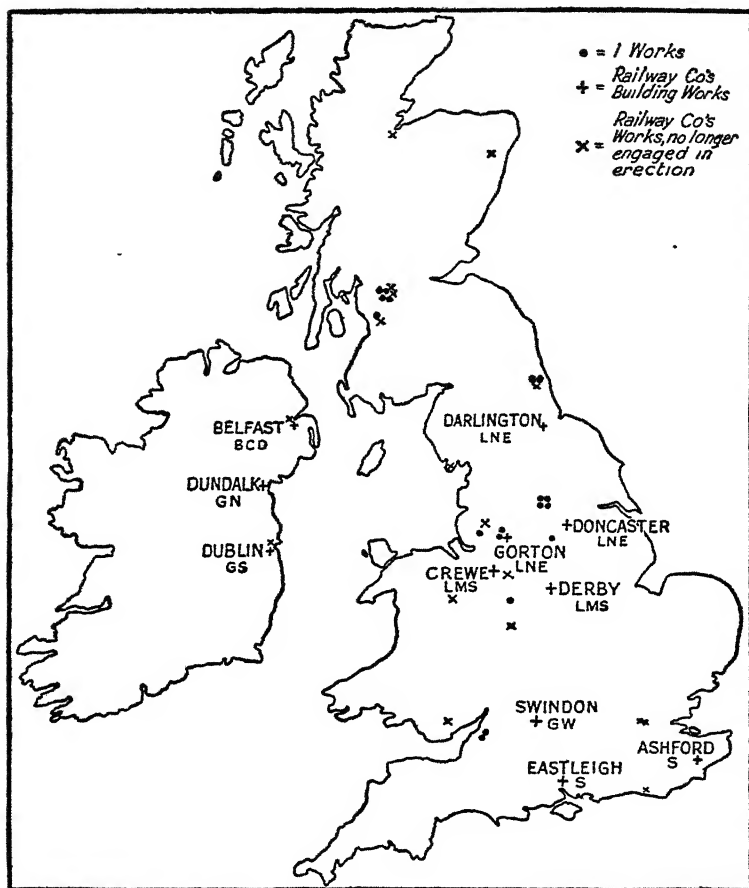 • = 1 Works
+ = Railway Co's
Building Works
Railway Co's
Works, no longer
x = engaged in
erection
BELFAST
BCD
DARLINGTON
LNE
DUNDALK
GN
DONCASTER
LNE
DUBLIN
GS
GORTON
LNE
CREWE
LMS
DERBY
LMS
SWINDON
GW
ASHFORD
S
EASTLEIGH
S